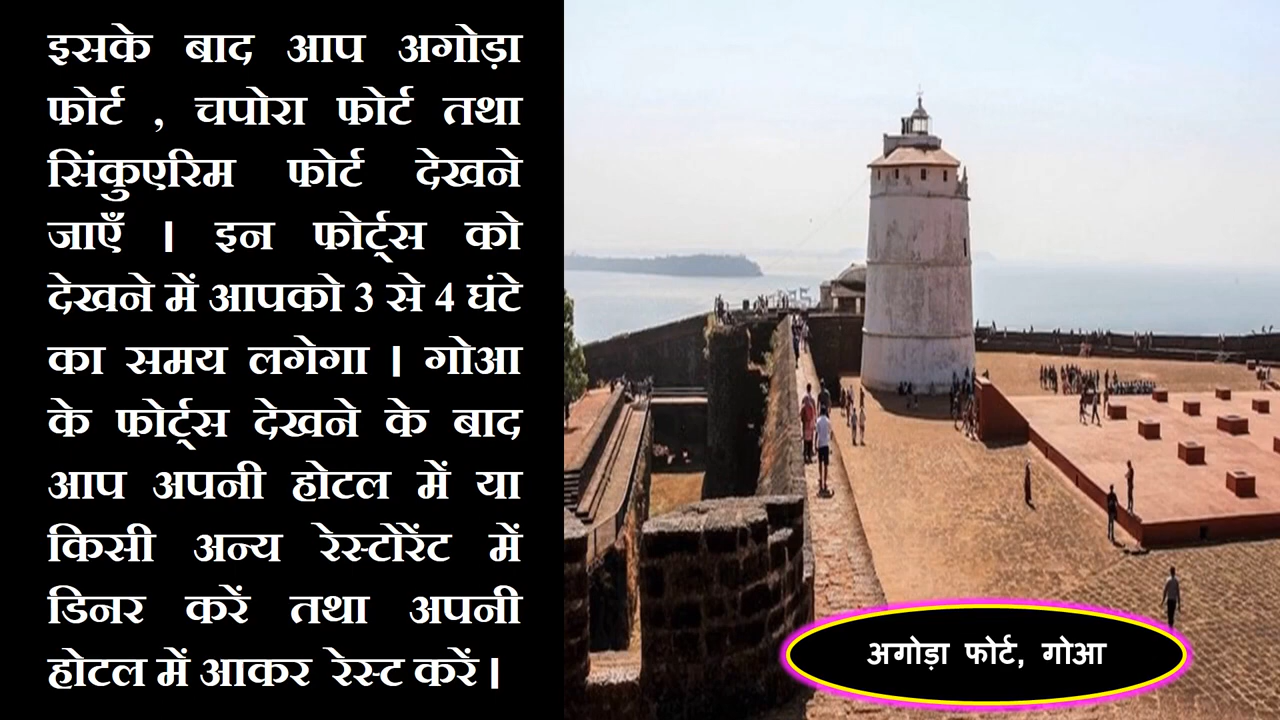 इसके बाद आप अगोड़ा
फोर्ट , चपोरा फोर्ट तथा
सिंकुएरिम फोर्ट देखने
जाएँ । इन फोर्ट्स को
देखने में आपको 3 से 4 घंटे
का समय लगेगा । गोआ
के फोर्ट्स देखने के बाद
आप अपनी होटल में या
किसी अन्य रेस्टोरेंट में
डिनर करें तथा अपनी
होटल में आकर रेस्ट करें ।
अगोड़ा फोर्ट, गोआ